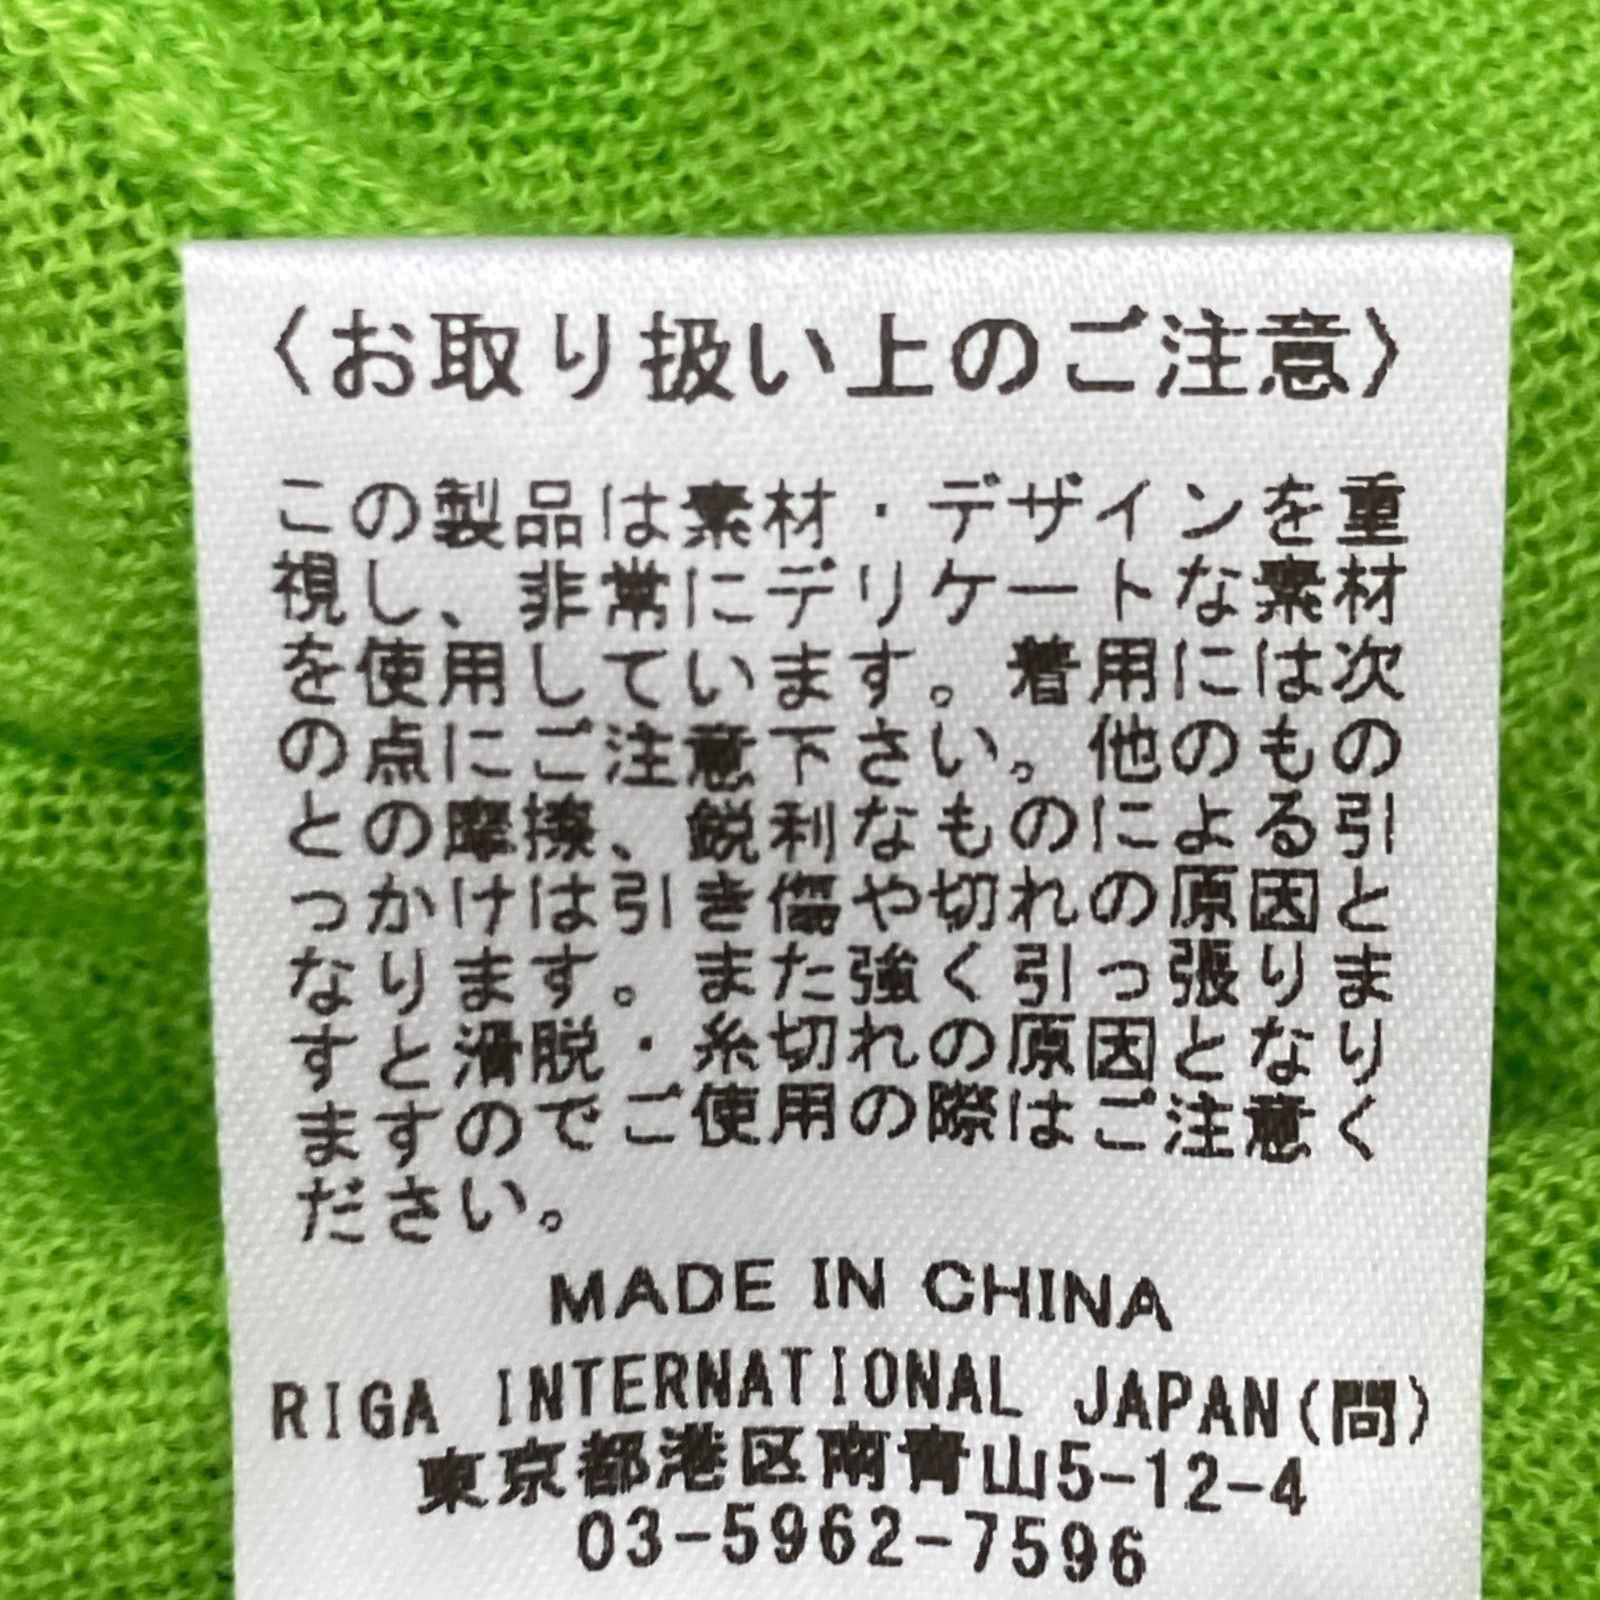 〈お取り扱い上のご注意〉
この製品は素材・デザインを重
視し、非常にデリケートな素材
を使用しています。着用には次
の点にご注意下さい。他のもの
との摩擦、鋭利なものによる引
っかけは引き傷や切れの原因と
なります。また強く引っ張りま
すと滑脱・糸切れの原因となり
ますのでご使用の際はご注意く
ださい。
MADE IN CHINA
RIGA INTERNATIONAL JAPAN(問)
東京都港区南青山5-12-4
03-5962-7596